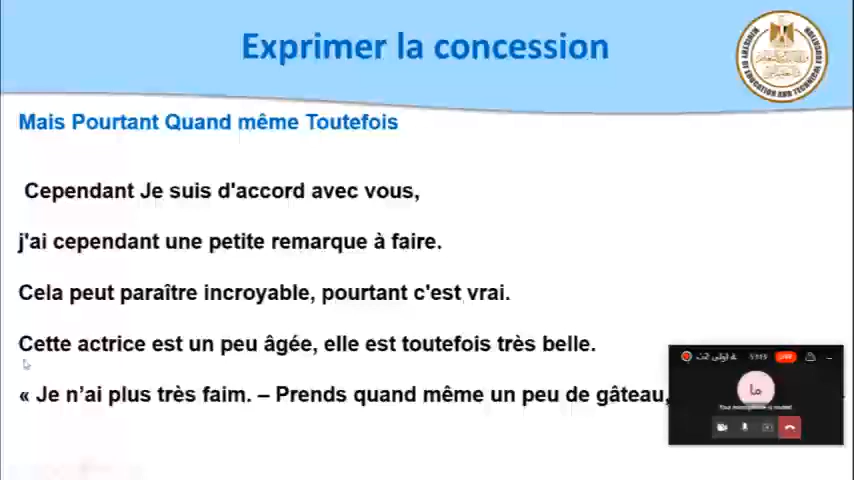 Exprimer la concession
Mais Pourtant Quand même Toutefois
Cependant Je suis d'accord avec vous,
j'ai cependant une petite remarque à faire.
Cela peut paraître incroyable, pourtant c'est vrai.
Cette actrice est un peu âgée, elle est toutefois très belle.
« Je n’ai plus très faim. – Prends quand même un peu de gâteau,
ما